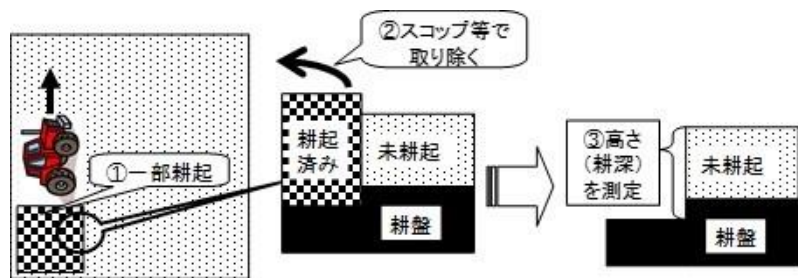 ①一部耕起
②スコップ等で
取り除く
耕起
済み
未耕起
耕盤
③高さ
(耕深)
を測定
未耕起
耕盤